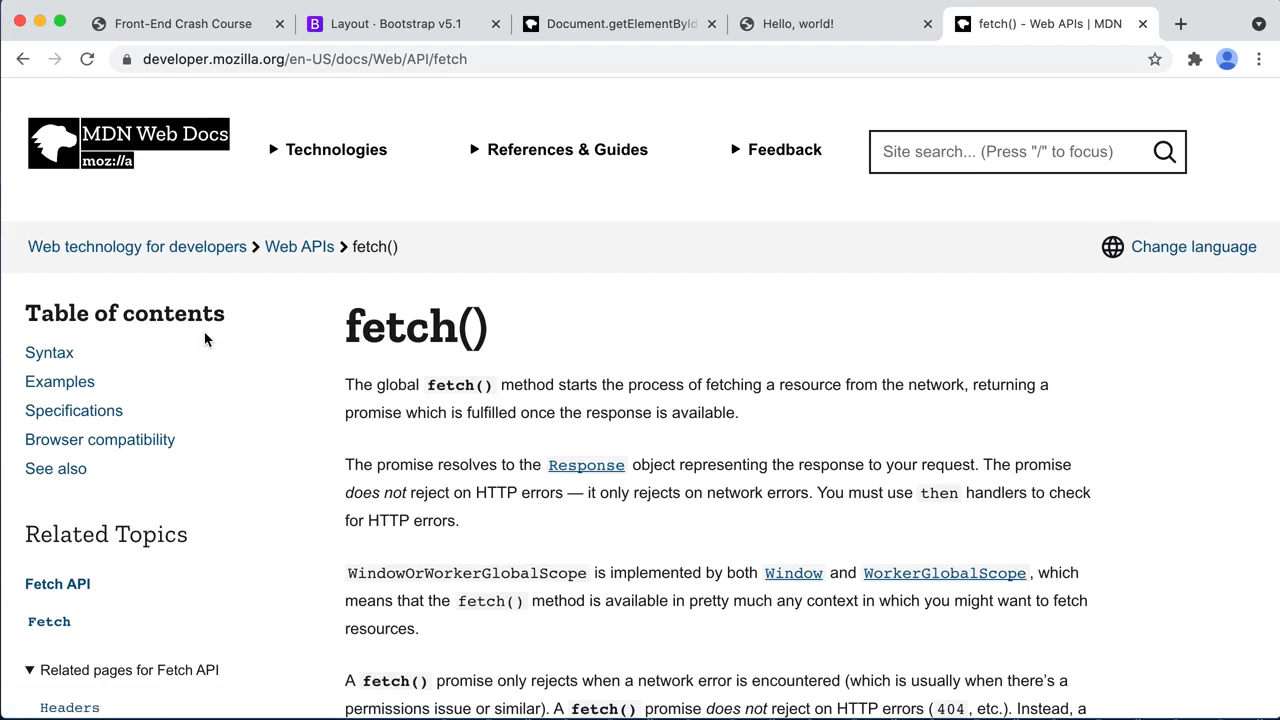 Front-End Crash Course
Layout · Bootstrap v5.1
Document.getElementById
Hello, world!
fetch() - Web APIs | MDN
developer.mozilla.org/en-US/docs/Web/API/fetch
MDN Web Docs
moz://a
Technologies
References & Guides
Feedback
Site search... (Press "/" to focus)
Web technology for developers > Web APIs > fetch()
Change language
Table of contents
Syntax
Examples
Specifications
Browser compatibility
See also
Related Topics
Fetch API
Fetch
Related pages for Fetch API
Headers
fetch()
The global fetch() method starts the process of fetching a resource from the network, returning a
promise which is fulfilled once the response is available.
The promise resolves to the Response object representing the response to your request. The promise
does not reject on HTTP errors — it only rejects on network errors. You must use then handlers to check
for HTTP errors.
WindowOrWorkerGlobalScope is implemented by both Window and WorkerGlobalScope, which
means that the fetch() method is available in pretty much any context in which you might want to fetch
resources.
A fetch() promise only rejects when a network error is encountered (which is usually when there's a
permissions issue or similar). A fetch() promise does not reject on HTTP errors (404, etc.). Instead, a